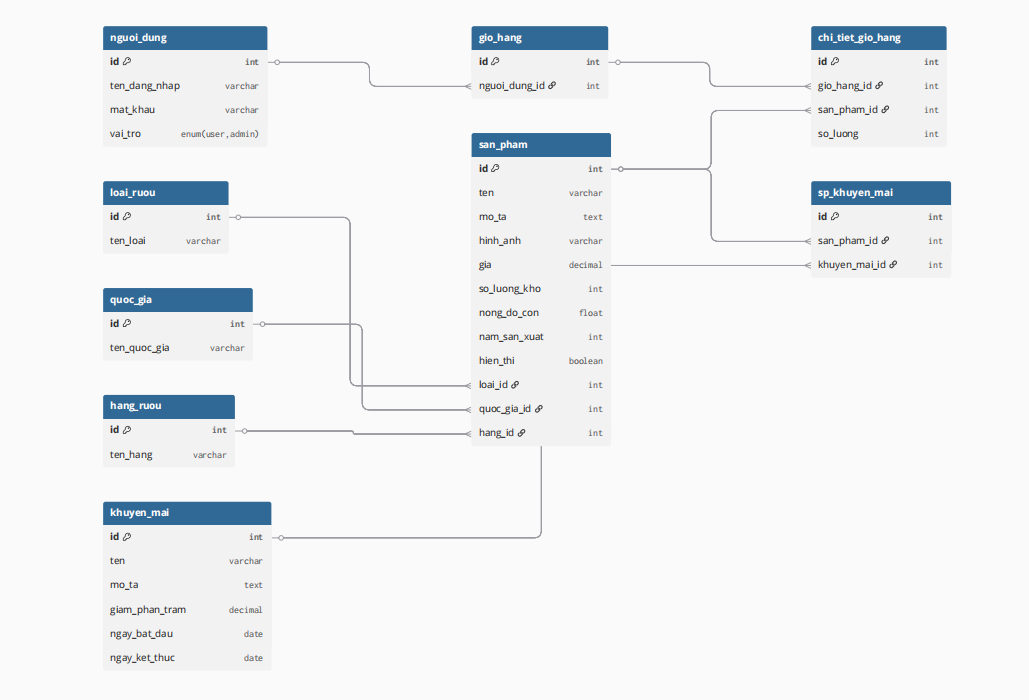 nguoi_dung
id int
ten_dang_nhap varchar
mat_khau varchar
vai_tro enum(user,admin)
gio_hang
id int
nguoi_dung_id int
chi_tiet_gio_hang
id int
gio_hang_id int
san_pham_id int
so_luong int
san_pham
id int
ten varchar
mo_ta text
hinh_anh varchar
gia decimal
so_luong_kho int
nong_do_con float
nam_san_xuat int
hien_thi boolean
loai_id int
quoc_gia_id int
hang_id int
loai_ruou
id int
ten_loai varchar
sp_khuyen_mai
id int
san_pham_id int
khuyen_mai_id int
quoc_gia
id int
ten_quoc_gia varchar
hang_ruou
id int
ten_hang varchar
khuyen_mai
id int
ten varchar
mo_ta text
giam_phan_tram decimal
ngay_bat_dau date
ngay_ket_thuc date